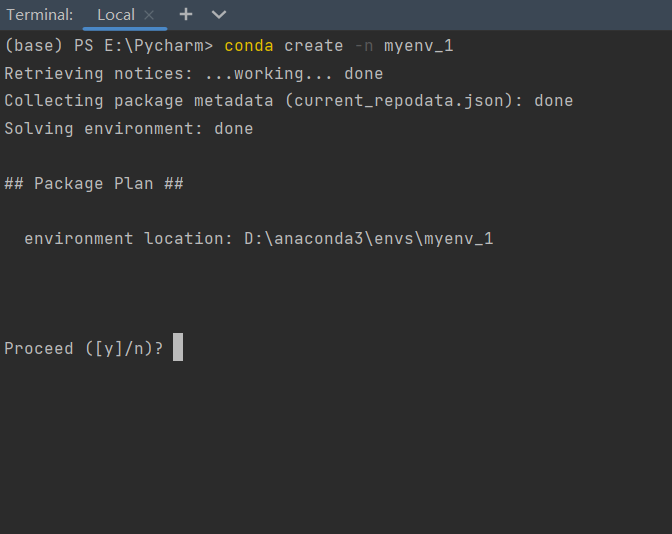 Terminal: Local × + 
(base) PS E:\Pycharm> conda create -n myenv_1
Retrieving notices: ...working... done
Collecting package metadata (current_repodata.json): done
Solving environment: done
## Package Plan ##
environment location: D:\anaconda3\envs\myenv_1
Proceed ([y]/n)?